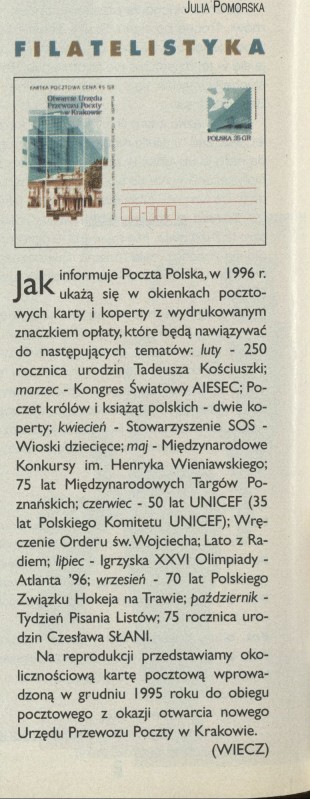 JULIA POMORSKA
FILATELISTYKA
KARTKA POCZTOWA CENA 45 GR
Otwarcie Urzędu
Przewozu Poczty
w Krakowie
POLSKA 35 GR
Jak informuje Poczta Polska, w 1996 r.
ukażą się w okienkach poczto-
wych karty i koperty z wydrukowanym
znaczkiem opłaty, które będą nawiązywać
do następujących tematów: luty - 250
rocznica urodzin Tadeusza Kościuszki;
marzec - Kongres Światowy AIESEC; Po-
czet królów i książąt polskich - dwie ko-
perty; kwiecień - Stowarzyszenie SOS -
Wioski dziecięce; maj - Międzynarodowe
Konkursy im. Henryka Wieniawskiego;
75 lat Międzynarodowych Targów Po-
znańskich; czerwiec - 50 lat UNICEF (35
lat Polskiego Komitetu UNICEF); Wrę-
czenie Orderu św. Wojciecha; Lato z Ra-
diem; lipiec - Igrzyska XXVI Olimpiady -
Atlanta '96; wrzesień - 70 lat Polskiego
Związku Hokeja na Trawie; październik -
Tydzień Pisania Listów; 75 rocznica uro-
dzin Czesława SŁANI.
Na reprodukcji przedstawiamy oko-
licznościową kartę pocztową wprowa-
dzoną w grudniu 1995 roku do obiegu
pocztowego z okazji otwarcia nowego
Urzędu Przewozu Poczty w Krakowie.
(WIECZ)